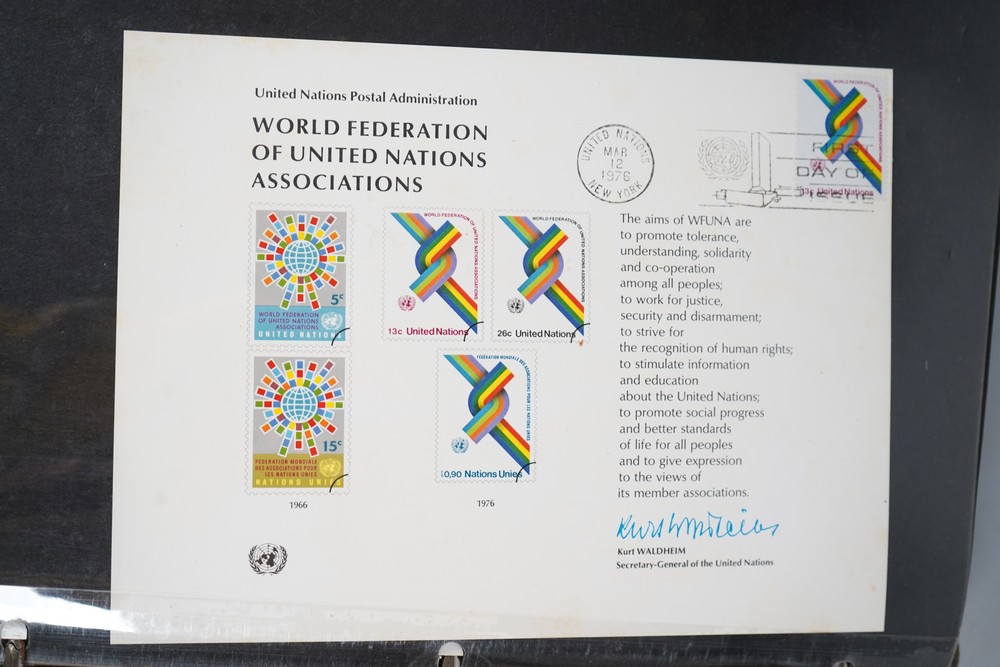 United Nations Postal Administration
WORLD FEDERATION
OF UNITED NATIONS
ASSOCIATIONS
UNITED NATIONS
MAR
12
1976
NEW YORK
FIRST
DAY OF
ISSUE
WORLD FEDERATION OF UNITED NATIONS ASSOCIATIONS
13c United Nations
5c
WORLD FEDERATION
OF UNITED NATIONS
ASSOCIATIONS
UNITED NATIONS
WORLD FEDERATION OF UNITED NATIONS ASSOCIATIONS
13c United Nations
WORLD FEDERATION OF UNITED NATIONS ASSOCIATIONS
26c United Nations
15c
FEDERATION MONDIALE
DES ASSOCIATIONS POUR
LES NATIONS UNIES
NATIONS UNIES
FÉDÉRATION MONDIALE DES ASSOCIATIONS POUR LES NATIONS UNIES
0,90 Nations Unies
1966
1976
The aims of WFUNA are
to promote tolerance,
understanding, solidarity
and co-operation
among all peoples;
to work for justice,
security and disarmament;
to strive for
the recognition of human rights;
to stimulate information
and education
about the United Nations;
to promote social progress
and better standards
of life for all peoples
and to give expression
to the views of
its member associations.
Kurt Waldheim
Kurt WALDHEIM
Secretary-General of the United Nations